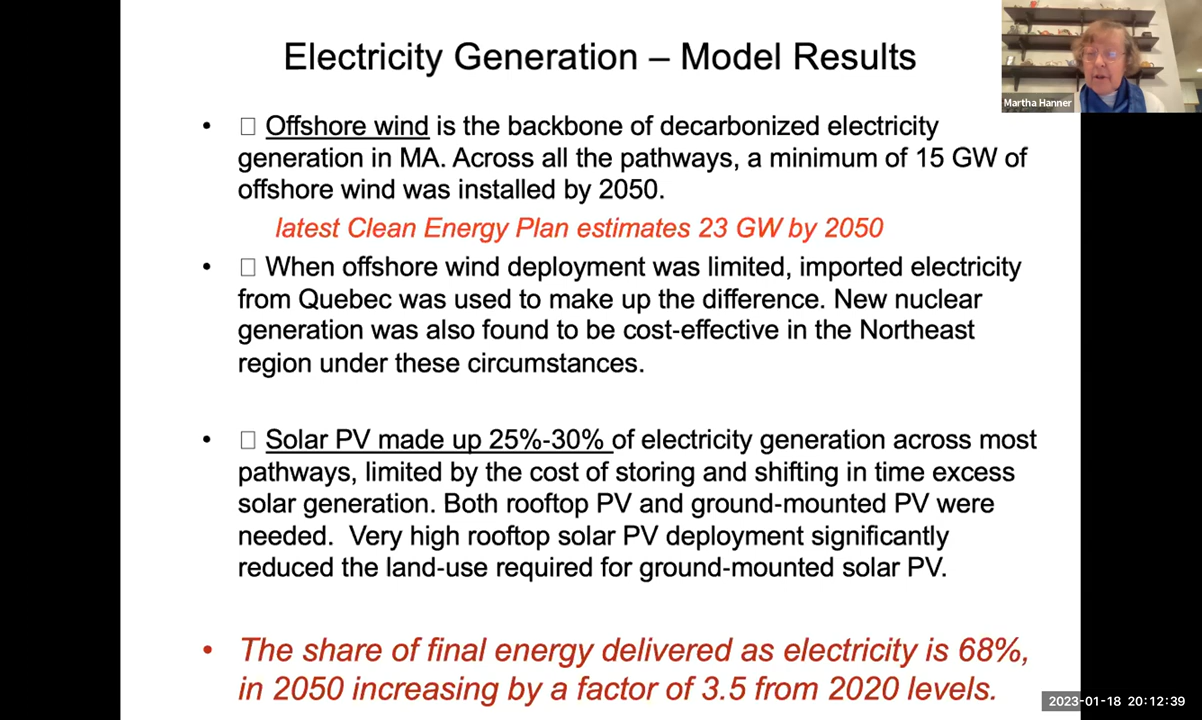 Electricity Generation – Model Results
Martha Hanner
• Offshore wind is the backbone of decarbonized electricity
generation in MA. Across all the pathways, a minimum of 15 GW of
offshore wind was installed by 2050.
latest Clean Energy Plan estimates 23 GW by 2050
• When offshore wind deployment was limited, imported electricity
from Quebec was used to make up the difference. New nuclear
generation was also found to be cost-effective in the Northeast
region under these circumstances.
• Solar PV made up 25%-30% of electricity generation across most
pathways, limited by the cost of storing and shifting in time excess
solar generation. Both rooftop PV and ground-mounted PV were
needed.  Very high rooftop solar PV deployment significantly
reduced the land-use required for ground-mounted solar PV.
• The share of final energy delivered as electricity is 68%,
in 2050 increasing by a factor of 3.5 from 2020 levels.
2023-01-18 20:12:39